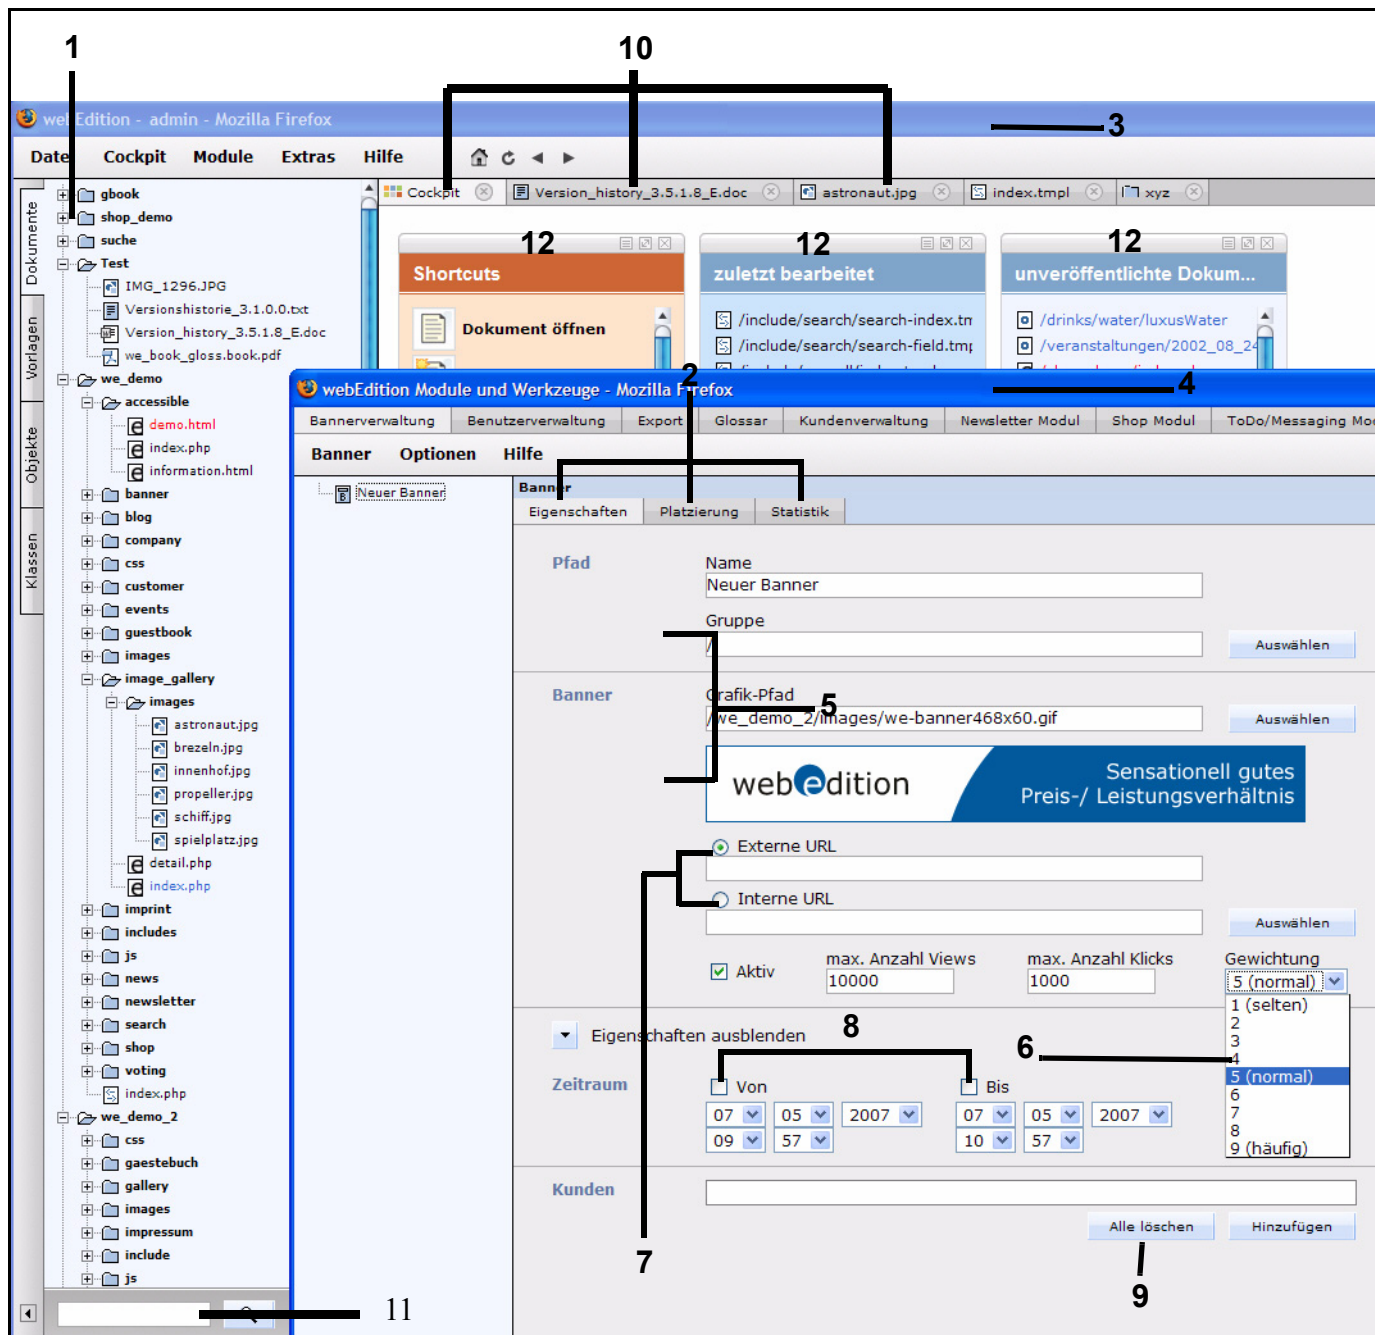 1
10
webEdition - admin - Mozilla Firefox
3
Datei Cockpit Module Extras Hilfe
Cockpit Version_history_3.5.1.8_E.doc astronaut.jpg index.tmpl xyz
Dokumente
Vorlagen
Objekte
Klassen
gbook
shop_demo
suche
Test
IMG_1296.JPG
Versionshistorie_3.1.0.0.txt
Version_history_3.5.1.8_E.doc
we_book_gloss.book.pdf
we_demo
accessible
demo.html
index.php
information.html
banner
blog
company
css
customer
events
guestbook
images
image_gallery
images
astronaut.jpg
brezeln.jpg
innenhof.jpg
propeller.jpg
schiff.jpg
spielplatz.jpg
detail.php
index.php
imprint
includes
js
news
newsletter
search
shop
voting
index.php
we_demo_2
css
gaestebuch
gallery
images
impressum
include
js
11
12 12 12
Shortcuts
Dokument öffnen
zuletzt bearbeitet
/include/search/search-index.tm
/include/search/search-field.tmp
unveröffentlichte Dokum...
/drinks/water/luxusWater
/veranstaltungen/2002_08_24
2
webEdition Module und Werkzeuge - Mozilla Firefox
4
Bannerverwaltung Benutzerverwaltung Export Glossar Kundenverwaltung Newsletter Modul Shop Modul ToDo/Messaging Mo
Banner Optionen Hilfe
Neuer Banner
Banner
Eigenschaften Platzierung Statistik
Pfad
Name
Neuer Banner
Gruppe
/
Auswählen
Banner
Grafik-Pfad
5
/we_demo_2/images/we-banner468x60.gif
Auswählen
webedition
Sensationell gutes
Preis-/ Leistungsverhältnis
Externe URL
Interne URL
Auswählen
Aktiv
max. Anzahl Views
10000
max. Anzahl Klicks
1000
Gewichtung
5 (normal)
1 (selten)
2
3
4
5 (normal)
6
7
8
9 (häufig)
8
6
Eigenschaften ausblenden
Zeitraum
Von
07 05 2007
09 57
Bis
07 05 2007
10 57
Kunden
Alle löschen Hinzufügen
7
9